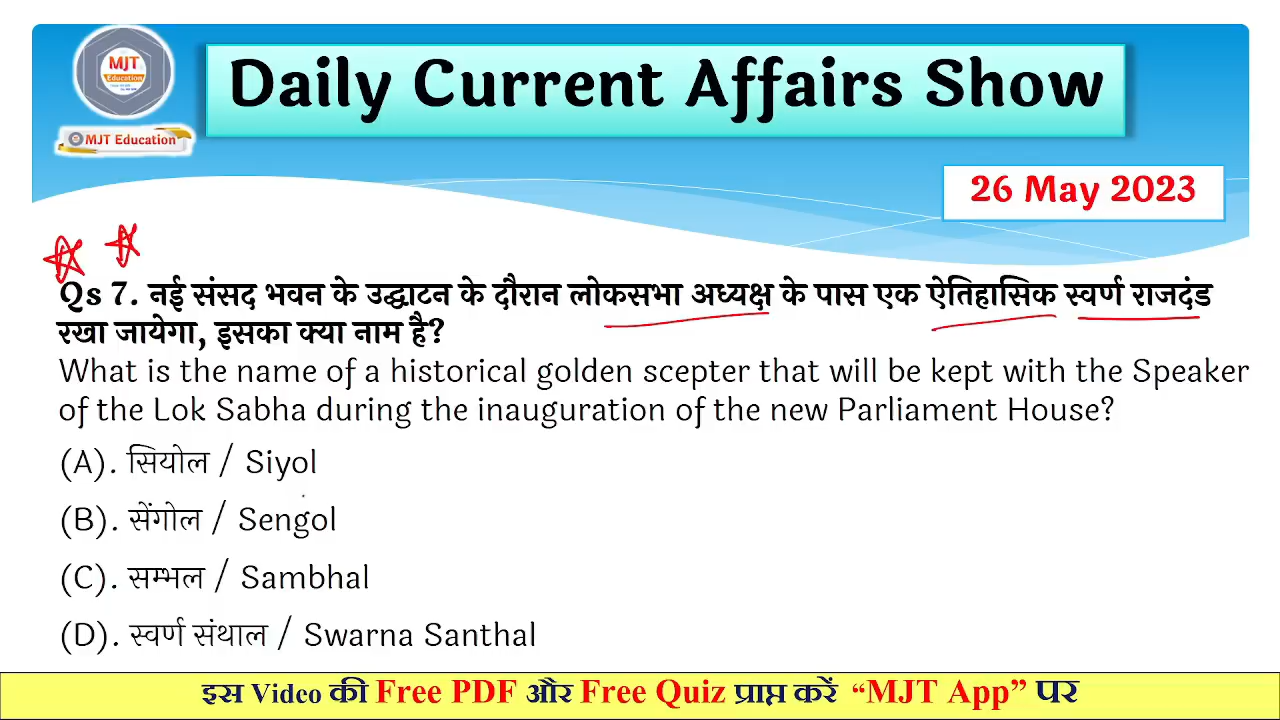 MJT
Education
MJT Education
Daily Current Affairs Show
26 May 2023
Qs 7. नई संसद भवन के उद्घाटन के दौरान लोकसभा अध्यक्ष के पास एक ऐतिहासिक स्वर्ण राजदंड
रखा जायेगा, इसका क्या नाम है?
What is the name of a historical golden scepter that will be kept with the Speaker
of the Lok Sabha during the inauguration of the new Parliament House?
(A). सियोल / Siyol
(B). सेंगोल / Sengol
(C). सम्भल / Sambhal
(D). स्वर्ण संथाल / Swarna Santhal
इस Video की Free PDF और Free Quiz प्राप्त करें “MJT App” पर